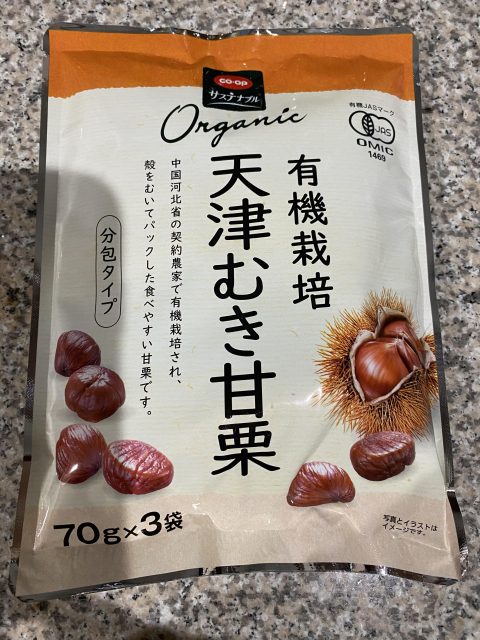 co-op
サステナブル
Organic
有機JASマーク
JAS
OMIC
1469
有機栽培
天津むき甘栗
中国河北省の契約農家で有機栽培され、
殻をむいてパックした食べやすい甘栗です。
分包タイプ
70g×3袋
写真とイラストは
イメージです。